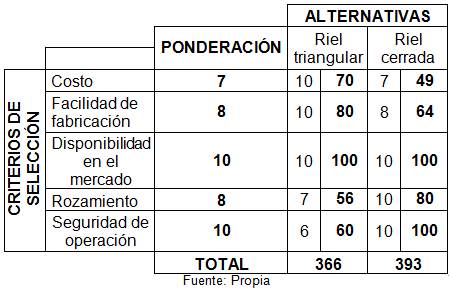 ALTERNATIVAS
PONDERACIÓN
Riel triangular
Riel cerrada
CRITERIOS DE SELECCIÓN
Costo 7 10 70 7 49
Facilidad de fabricación 8 10 80 8 64
Disponibilidad en el mercado 10 10 100 10 100
Rozamiento 8 7 56 10 80
Seguridad de operación 10 6 60 10 100
TOTAL 366 393
Fuente: Propia